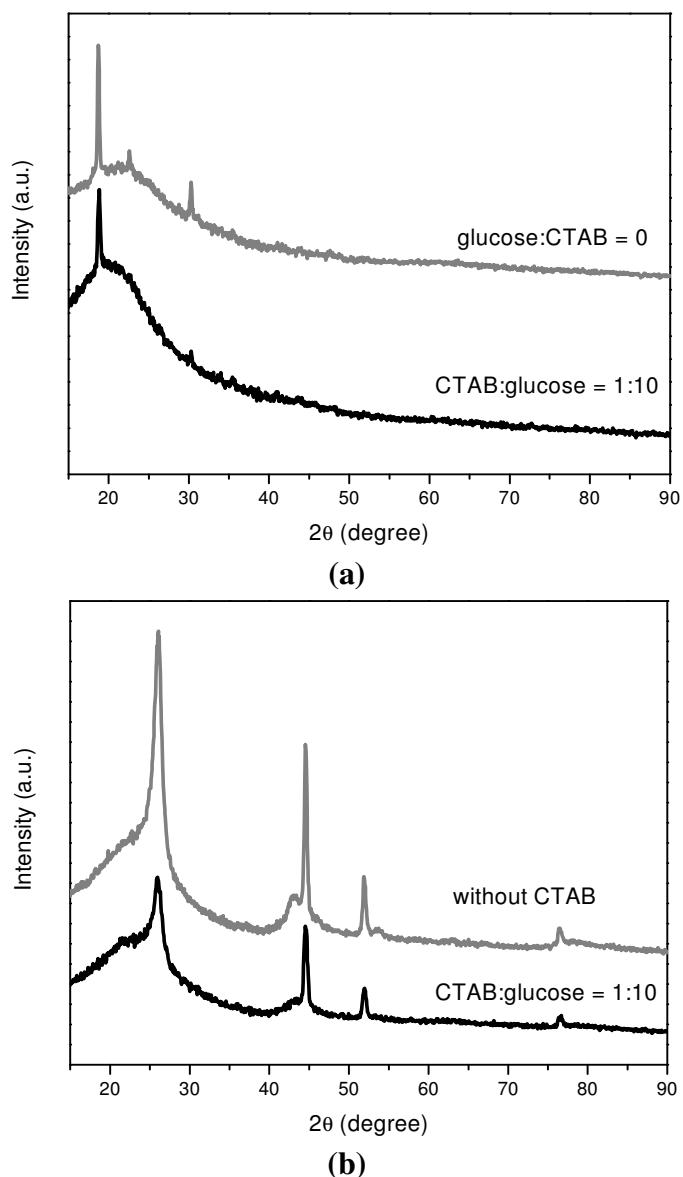 Intensity (a.u.)
glucose:CTAB = 0
CTAB:glucose = 1:10
20 30 40 50 60 70 80 90
2θ (degree)
(a)
Intensity (a.u.)
without CTAB
CTAB:glucose = 1:10
20 30 40 50 60 70 80 90
2θ (degree)
(b)